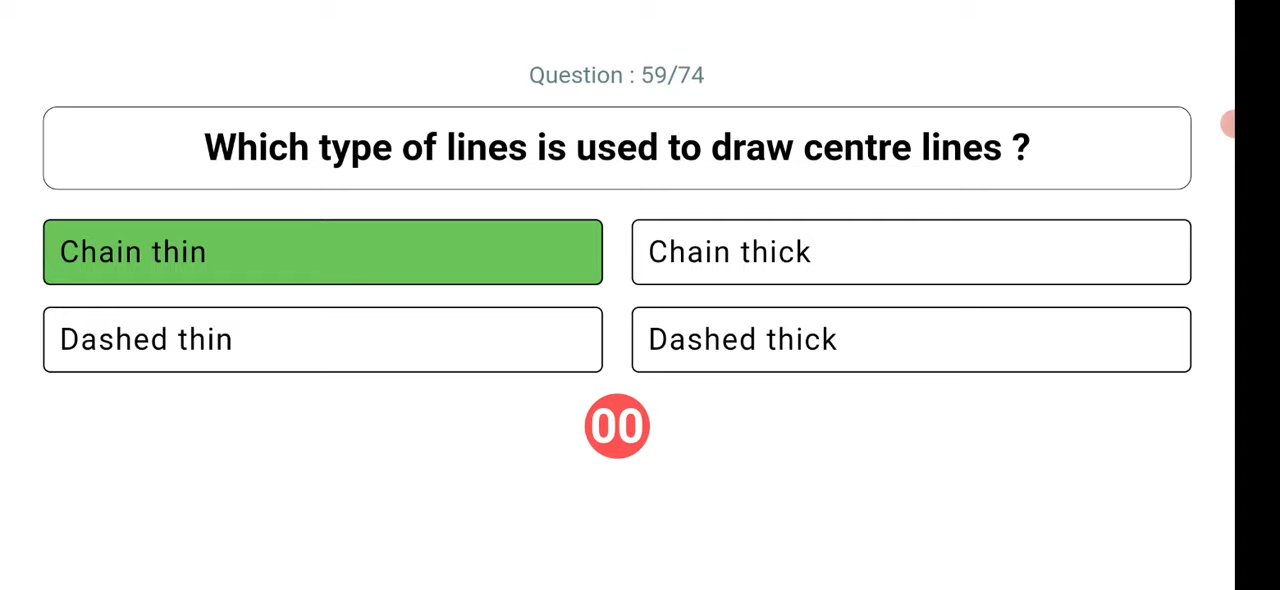 Question : 59/74
Which type of lines is used to draw centre lines ?
Chain thin
Chain thick
Dashed thin
Dashed thick
00